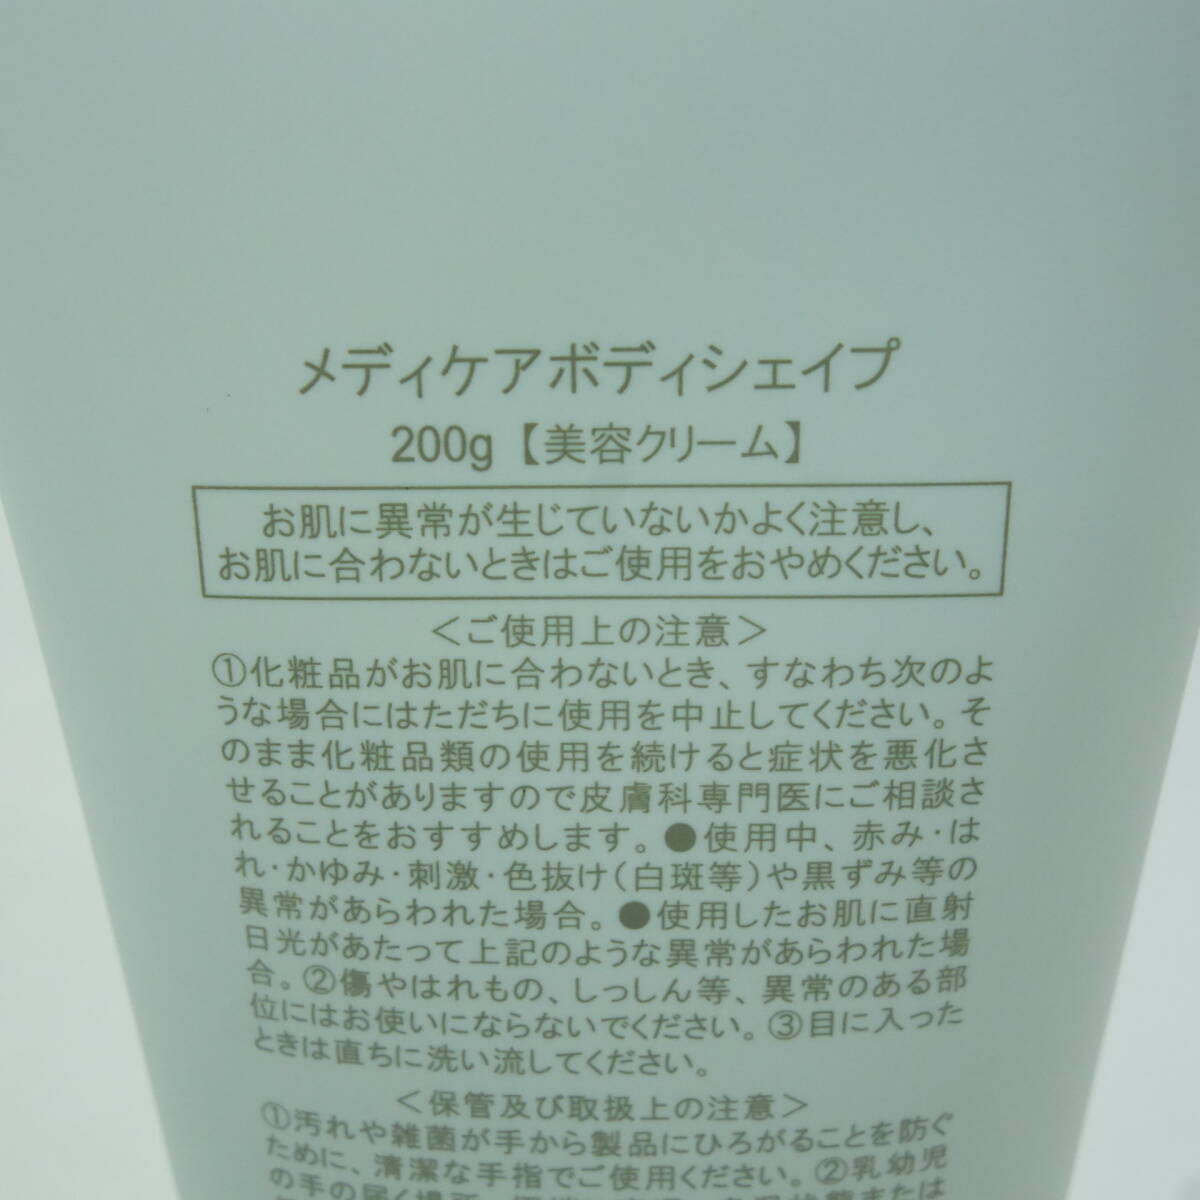 メディケアボディシェイプ
200g【美容クリーム】
お肌に異常が生じていないかよく注意し、
お肌に合わないときはご使用をおやめください。
＜ご使用上の注意＞
①化粧品がお肌に合わないとき、すなわち次のよ
うな場合にはただちに使用を中止してください。そ
のまま化粧品類の使用を続けると症状を悪化さ
せることがありますので皮膚科専門医にご相談さ
れることをおすすめします。●使用中、赤み・は
れ・かゆみ・刺激・色抜け（白斑等）や黒ずみ等の
異常があらわれた場合。●使用したお肌に直射
日光があたって上記のような異常があらわれた場
合。②傷やはれもの、しっしん等、異常のある部
位にはお使いにならないでください。③目に入った
ときは直ちに洗い流してください。
＜保管及び取扱上の注意＞
①汚れや雑菌が手から製品にひろがることを防ぐ
ために、清潔な手指でご使用ください。②乳幼児
の手の届く場所、